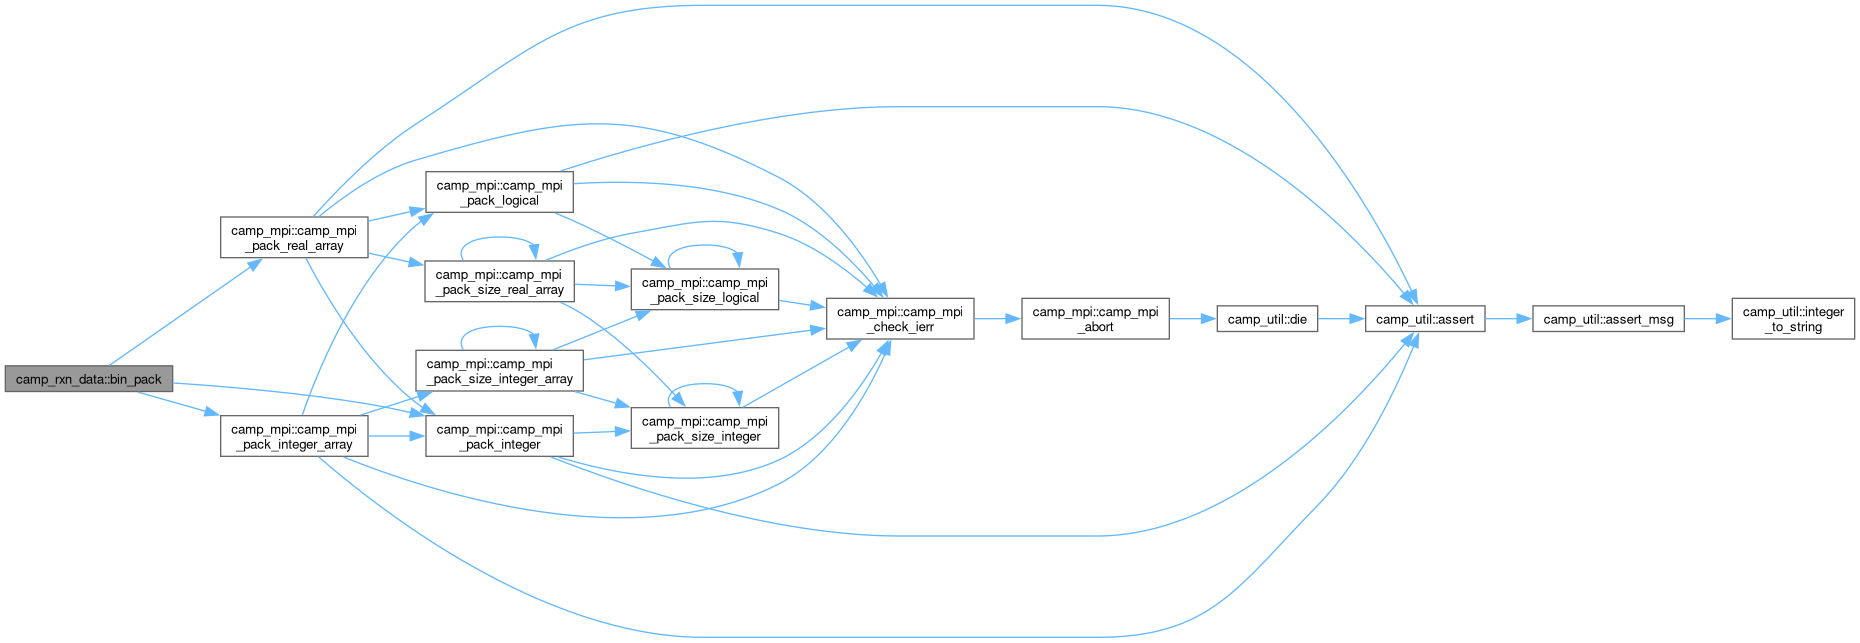 camp_rxn_data::bin_pack
camp_mpi::camp_mpi
_pack_real_array
camp_mpi::camp_mpi
_pack_integer_array
camp_mpi::camp_mpi
_pack_logical
camp_mpi::camp_mpi
_pack_size_real_array
camp_mpi::camp_mpi
_pack_size_integer_array
camp_mpi::camp_mpi
_pack_integer
camp_mpi::camp_mpi
_pack_size_logical
camp_mpi::camp_mpi
_pack_size_integer
camp_mpi::camp_mpi
_check_ierr
camp_mpi::camp_mpi
_abort
camp_util::die
camp_util::assert
camp_util::assert_msg
camp_util::integer
_to_string